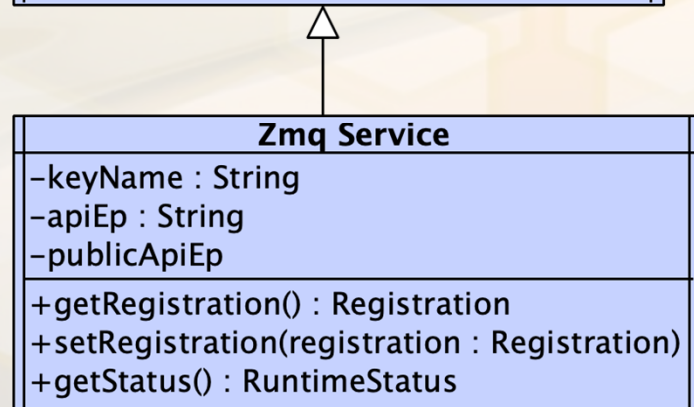 Zmq Service
-keyName : String
-apiEp : String
-publicApiEp
+getRegistration() : Registration
+setRegistration(registration : Registration)
+getStatus() : RuntimeStatus